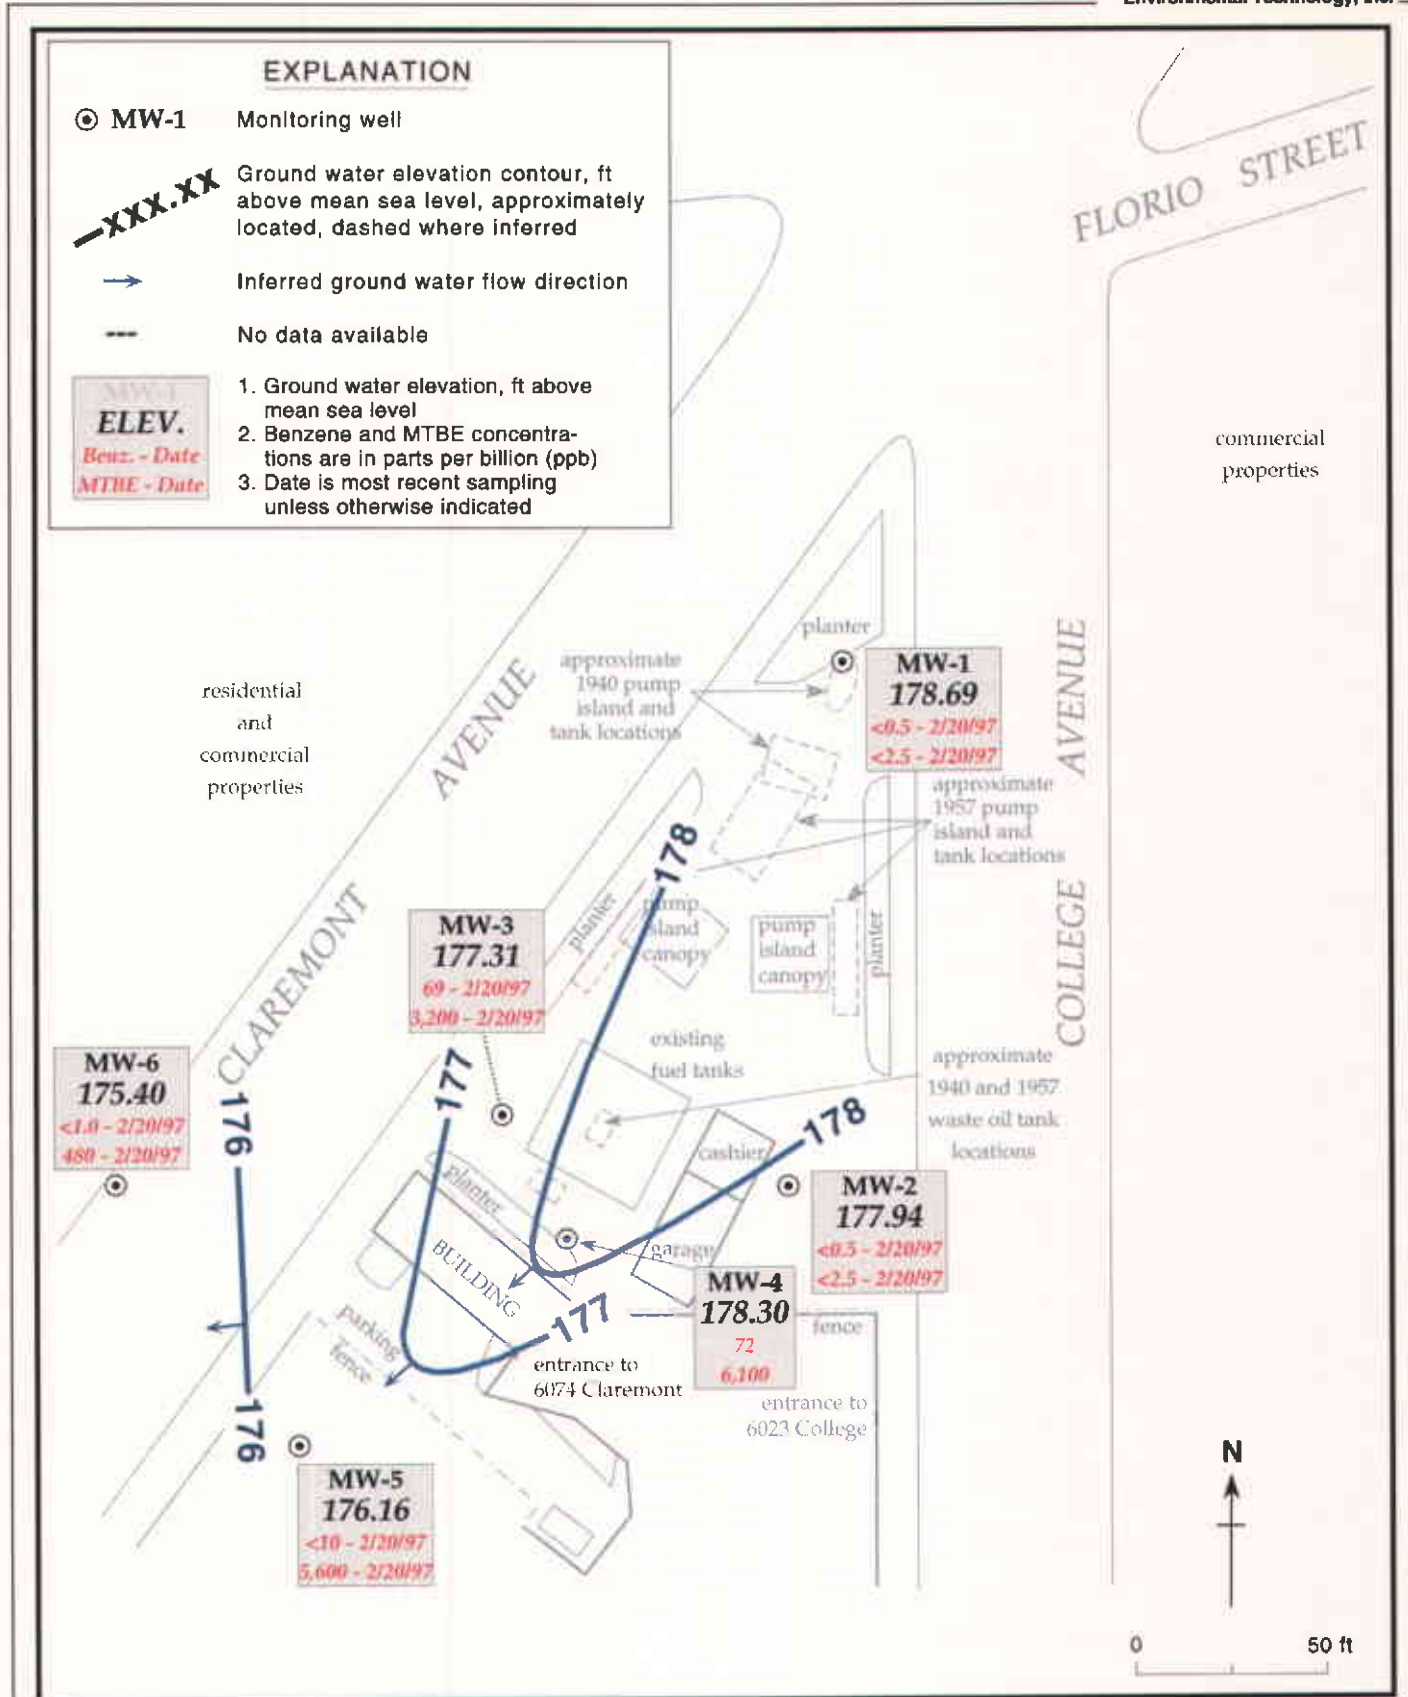 Environmental Technology, Inc.
EXPLANATION
MW-1 Monitoring well
XXX.XX Ground water elevation contour, ft
above mean sea level, approximately
located, dashed where inferred
Inferred ground water flow direction
--- No data available
MW-1
ELEV.
Benz. - Date
MTBE - Date
1. Ground water elevation, ft above
mean sea level
2. Benzene and MTBE concentra-
tions are in parts per billion (ppb)
3. Date is most recent sampling
unless otherwise indicated
FLORIO STREET
commercial
properties
planter
approximate
1940 pump
island and
tank locations
MW-1
178.69
<0.5 - 2/20/97
<2.5 - 2/20/97
residential
and
commercial
properties
CLAREMONT AVENUE
COLLEGE AVENUE
approximate
1957 pump
island and
tank locations
178
planter
pump
island
canopy
pump
island
canopy
planter
MW-3
177.31
69 - 2/20/97
3,200 - 2/20/97
existing
fuel tanks
approximate
1940 and 1957
waste oil tank
locations
MW-6
175.40
<1.0 - 2/20/97
480 - 2/20/97
176
177
178
cashier
planter
MW-2
177.94
<0.5 - 2/20/97
<2.5 - 2/20/97
garage
BUILDING
MW-4
178.30
72
6,100
fence
177
parking
fence
entrance to
6074 Claremont
entrance to
6023 College
176
MW-5
176.16
<10 - 2/20/97
5,600 - 2/20/97
N
0 50 ft